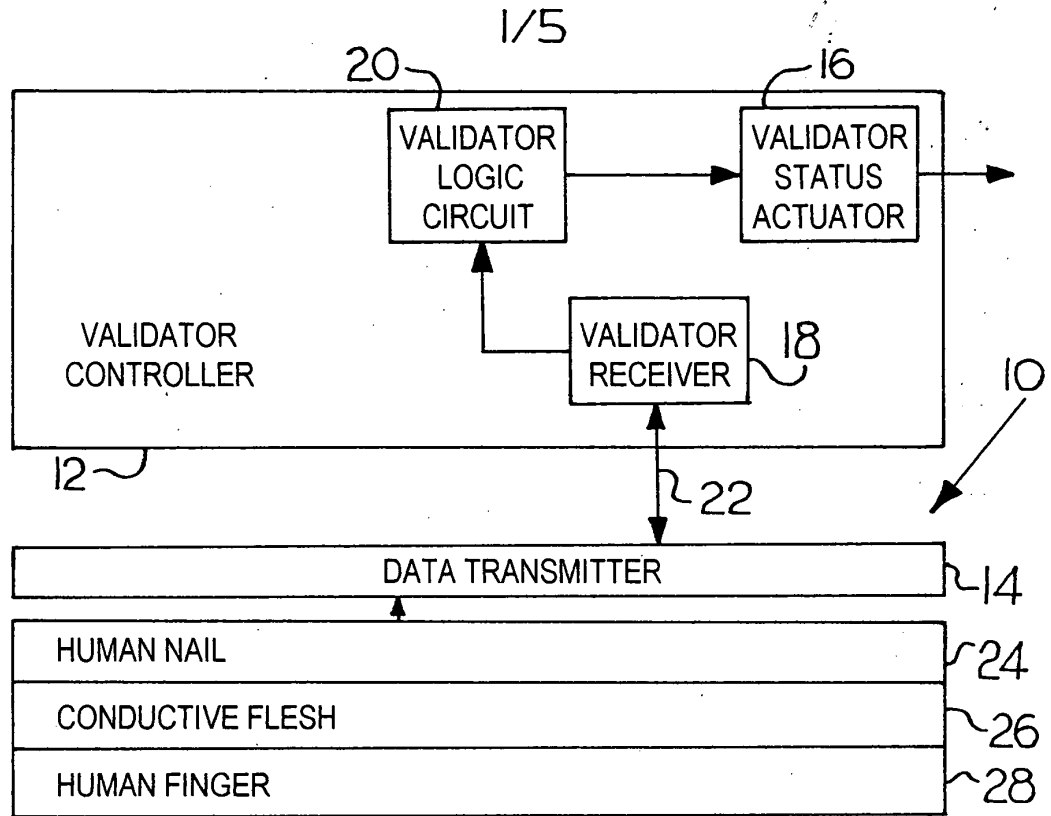 1/5
20
16
VALIDATOR
LOGIC
CIRCUIT
VALIDATOR
STATUS
ACTUATOR
VALIDATOR
CONTROLLER
VALIDATOR
RECEIVER
18
10
12
22
DATA TRANSMITTER
14
HUMAN NAIL
24
CONDUCTIVE FLESH
26
HUMAN FINGER
28